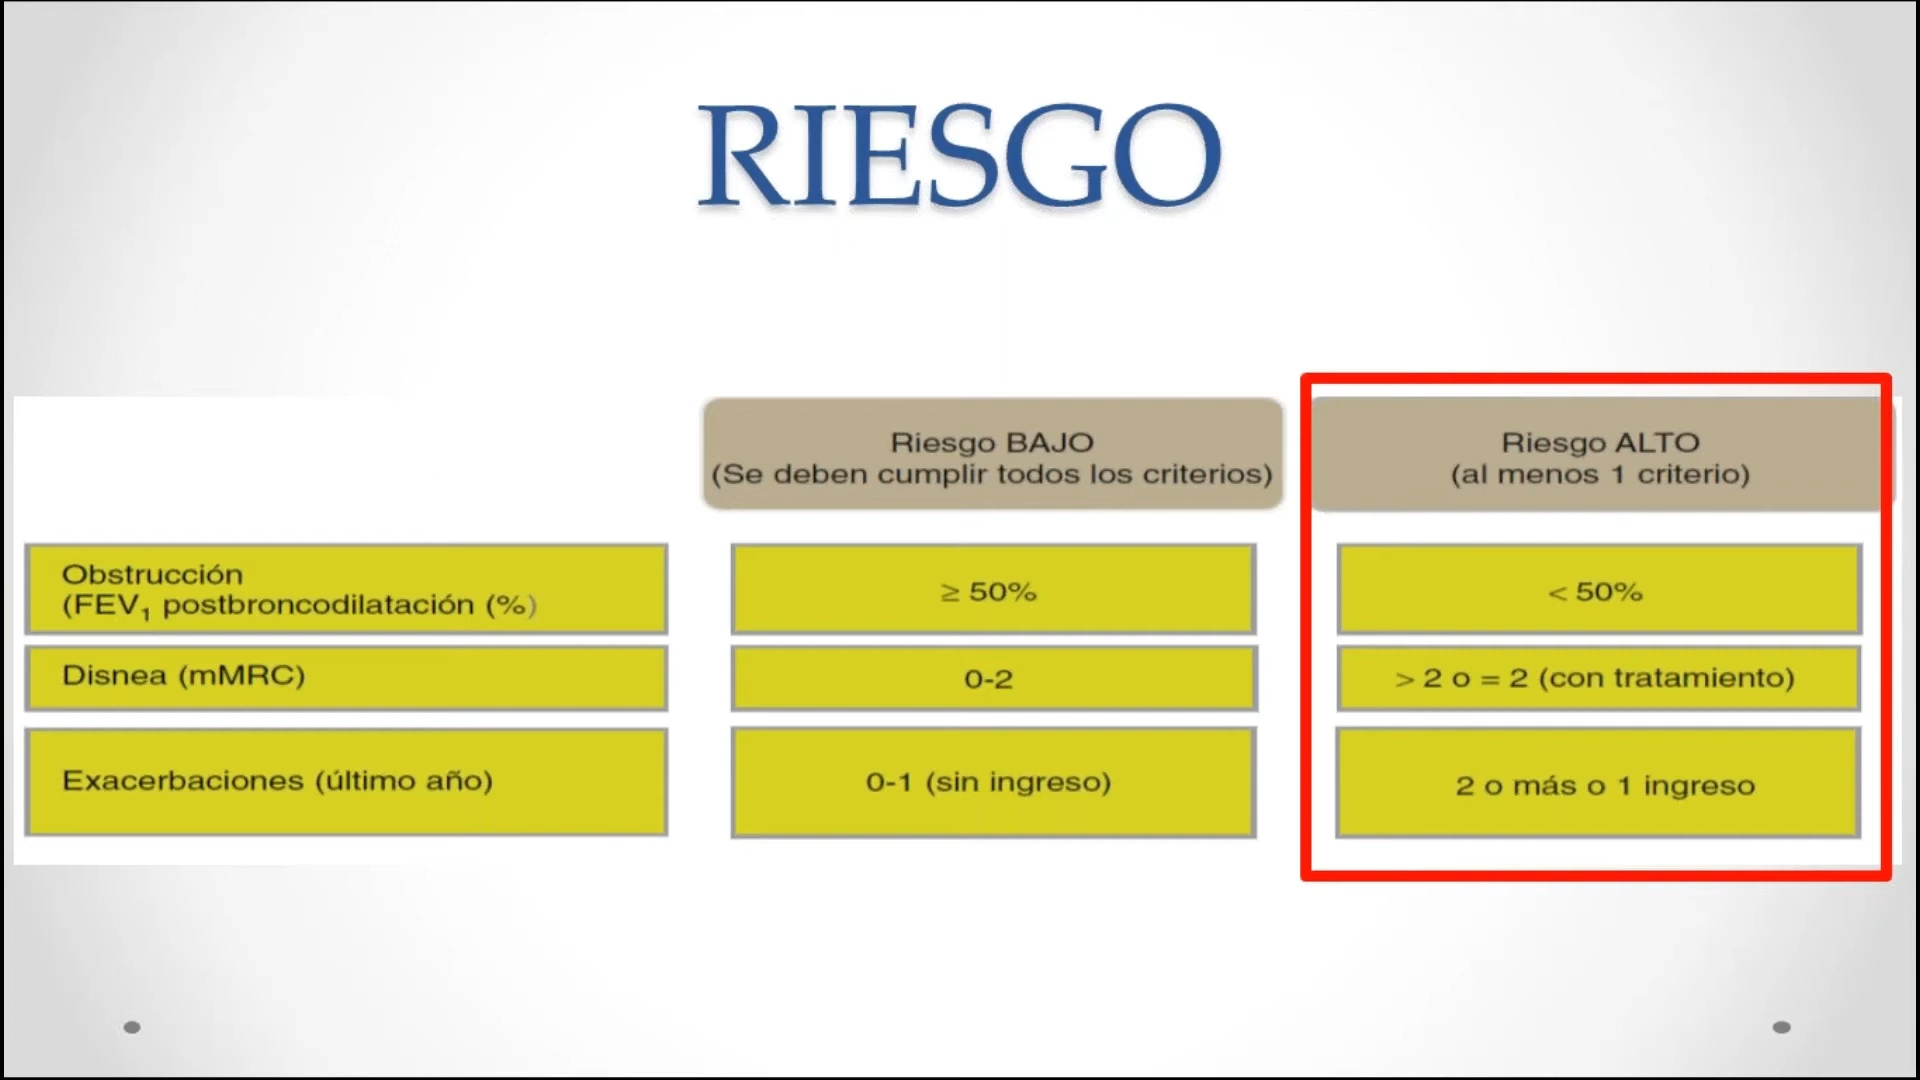 RIESGO
Riesgo BAJO
(Se deben cumplir todos los criterios)
Riesgo ALTO
(al menos 1 criterio)
Obstrucción
(FEV₁ postbroncodilatación (%)
≥ 50%
< 50%
Disnea (mMRC)
0-2
> 2 o = 2 (con tratamiento)
Exacerbaciones (último año)
0-1 (sin ingreso)
2 o más o 1 ingreso